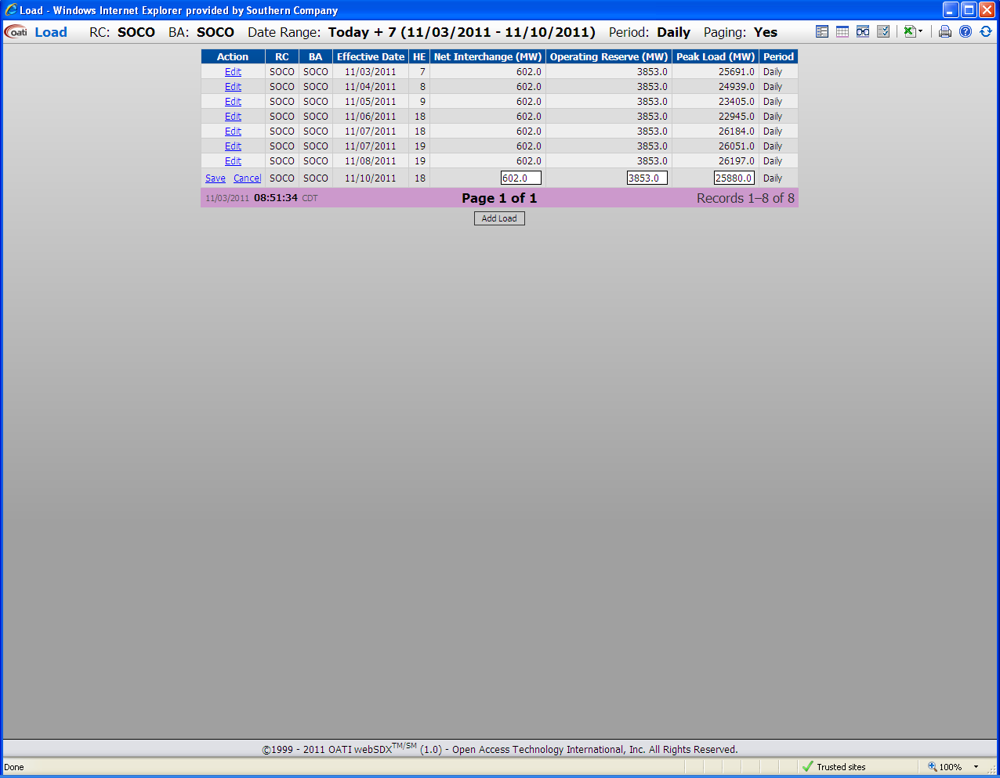 Load - Windows Internet Explorer provided by Southern Company
oati Load RC: SOCO BA: SOCO Date Range: Today + 7 (11/03/2011 - 11/10/2011) Period: Daily Paging: Yes
Action RC BA Effective Date HE Net Interchange (MW) Operating Reserve (MW) Peak Load (MW) Period
Edit SOCO SOCO 11/03/2011 7 602.0 3853.0 25691.0 Daily
Edit SOCO SOCO 11/04/2011 8 602.0 3853.0 24939.0 Daily
Edit SOCO SOCO 11/05/2011 9 602.0 3853.0 23405.0 Daily
Edit SOCO SOCO 11/06/2011 18 602.0 3853.0 22945.0 Daily
Edit SOCO SOCO 11/07/2011 18 602.0 3853.0 26184.0 Daily
Edit SOCO SOCO 11/07/2011 19 602.0 3853.0 26051.0 Daily
Edit SOCO SOCO 11/08/2011 19 602.0 3853.0 26197.0 Daily
Save Cancel SOCO SOCO 11/10/2011 18 602.0 3853.0 25880.0 Daily
11/03/2011 08:51:34 CDT Page 1 of 1 Records 1–8 of 8
Add Load
©1999 - 2011 OATI webSDX™/SM (1.0) - Open Access Technology International, Inc. All Rights Reserved.
Done Trusted sites 100%